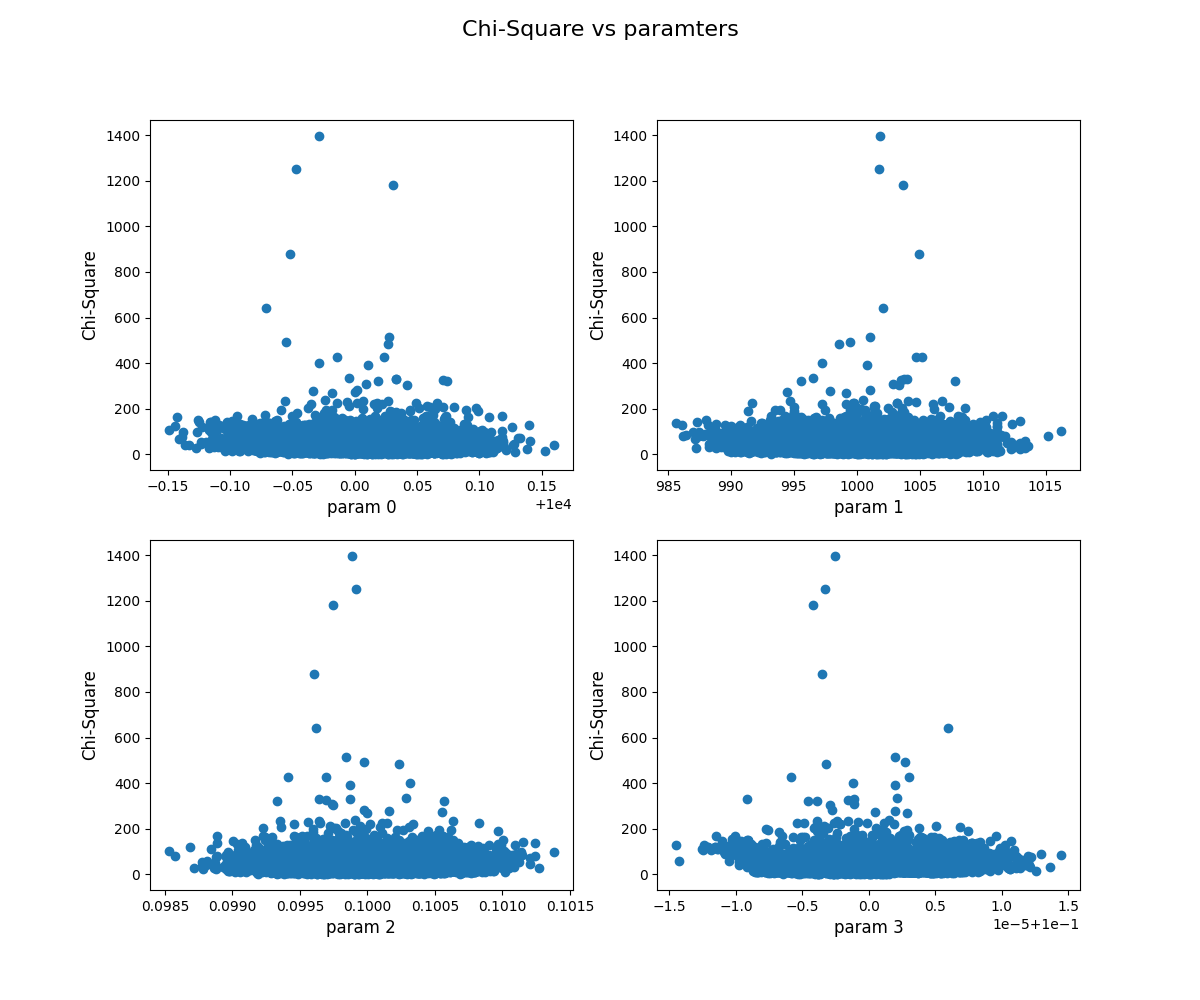 Chi-Square vs paramters
1400
1200
1000
800
600
400
200
0
Chi-Square
−0.15 −0.10 −0.05 0.00 0.05 0.10 0.15
+1e4
param 0
1400
1200
1000
800
600
400
200
0
Chi-Square
985 990 995 1000 1005 1010 1015
param 1
1400
1200
1000
800
600
400
200
0
Chi-Square
0.0985 0.0990 0.0995 0.1000 0.1005 0.1010 0.1015
param 2
1400
1200
1000
800
600
400
200
0
Chi-Square
−1.5 −1.0 −0.5 0.0 0.5 1.0 1.5
1e−5+1e−1
param 3